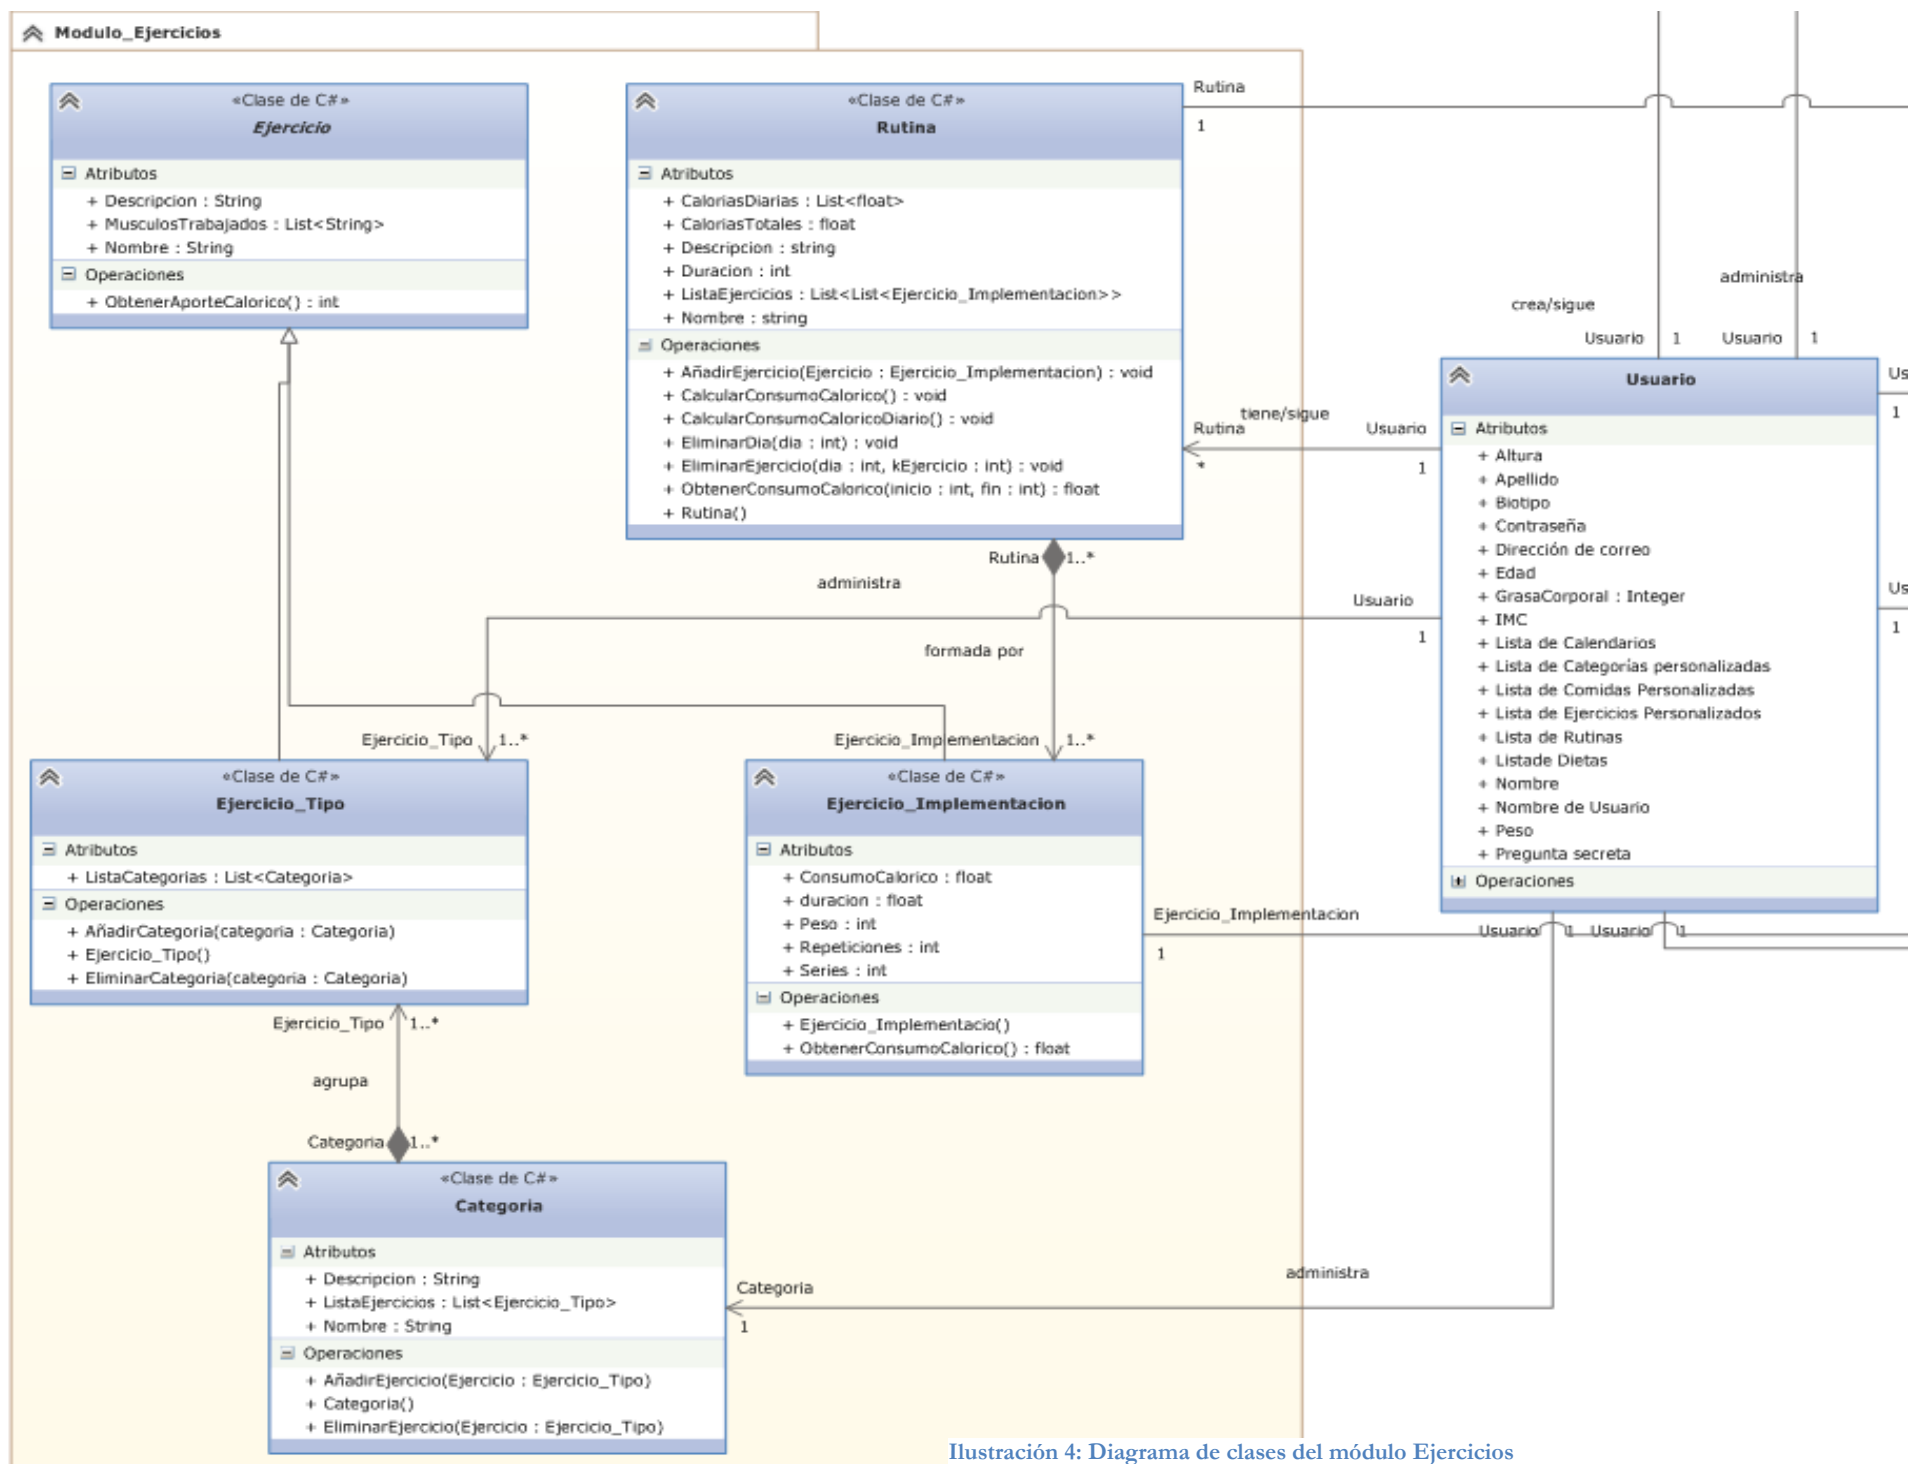 Modulo_Ejercicios
«Clase de C#»
Ejercicio
Atributos
+ Descripcion : String
+ MusculosTrabajados : List<String>
+ Nombre : String
Operaciones
+ ObtenerAporteCalorico() : int
«Clase de C#»
Rutina
Atributos
+ CaloriasDiarias : List<float>
+ CaloriasTotales : float
+ Descripcion : string
+ Duracion : int
+ ListaEjercicios : List<List<Ejercicio_Implementacion>>
+ Nombre : string
Operaciones
+ AñadirEjercicio(Ejercicio : Ejercicio_Implementacion) : void
+ CalcularConsumoCalorico() : void
+ CalcularConsumoCaloricoDiario() : void
+ EliminarDia(dia : int) : void
+ EliminarEjercicio(dia : int, kEjercicio : int) : void
+ ObtenerConsumoCalorico(inicio : int, fin : int) : float
+ Rutina()
Rutina
1
administra
crea/sigue
Usuario 1 Usuario 1
tiene/sigue
Rutina
*
Usuario
1
Usuario
Atributos
+ Altura
+ Apellido
+ Biotipo
+ Contraseña
+ Dirección de correo
+ Edad
+ GrasaCorporal : Integer
+ IMC
+ Lista de Calendarios
+ Lista de Categorías personalizadas
+ Lista de Comidas Personalizadas
+ Lista de Ejercicios Personalizados
+ Lista de Rutinas
+ Listade Dietas
+ Nombre
+ Nombre de Usuario
+ Peso
+ Pregunta secreta
Operaciones
Us
1
Us
1
Rutina 1..*
administra
Usuario
1
formada por
Ejercicio_Tipo 1..*
Ejercicio_Implementacion 1..*
«Clase de C#»
Ejercicio_Tipo
Atributos
+ ListaCategorias : List<Categoria>
Operaciones
+ AñadirCategoria(categoria : Categoria)
+ Ejercicio_Tipo()
+ EliminarCategoria(categoria : Categoria)
«Clase de C#»
Ejercicio_Implementacion
Atributos
+ ConsumoCalorico : float
+ duracion : float
+ Peso : int
+ Repeticiones : int
+ Series : int
Operaciones
+ Ejercicio_Implementacio()
+ ObtenerConsumoCalorico() : float
Ejercicio_Implementacion
1
Usuario 1 Usuario 1
Ejercicio_Tipo 1..*
agrupa
Categoria 1..*
«Clase de C#»
Categoria
Atributos
+ Descripcion : String
+ ListaEjercicios : List<Ejercicio_Tipo>
+ Nombre : String
Operaciones
+ AñadirEjercicio(Ejercicio : Ejercicio_Tipo)
+ Categoria()
+ EliminarEjercicio(Ejercicio : Ejercicio_Tipo)
administra
Categoria
1
Ilustración 4: Diagrama de clases del módulo Ejercicios